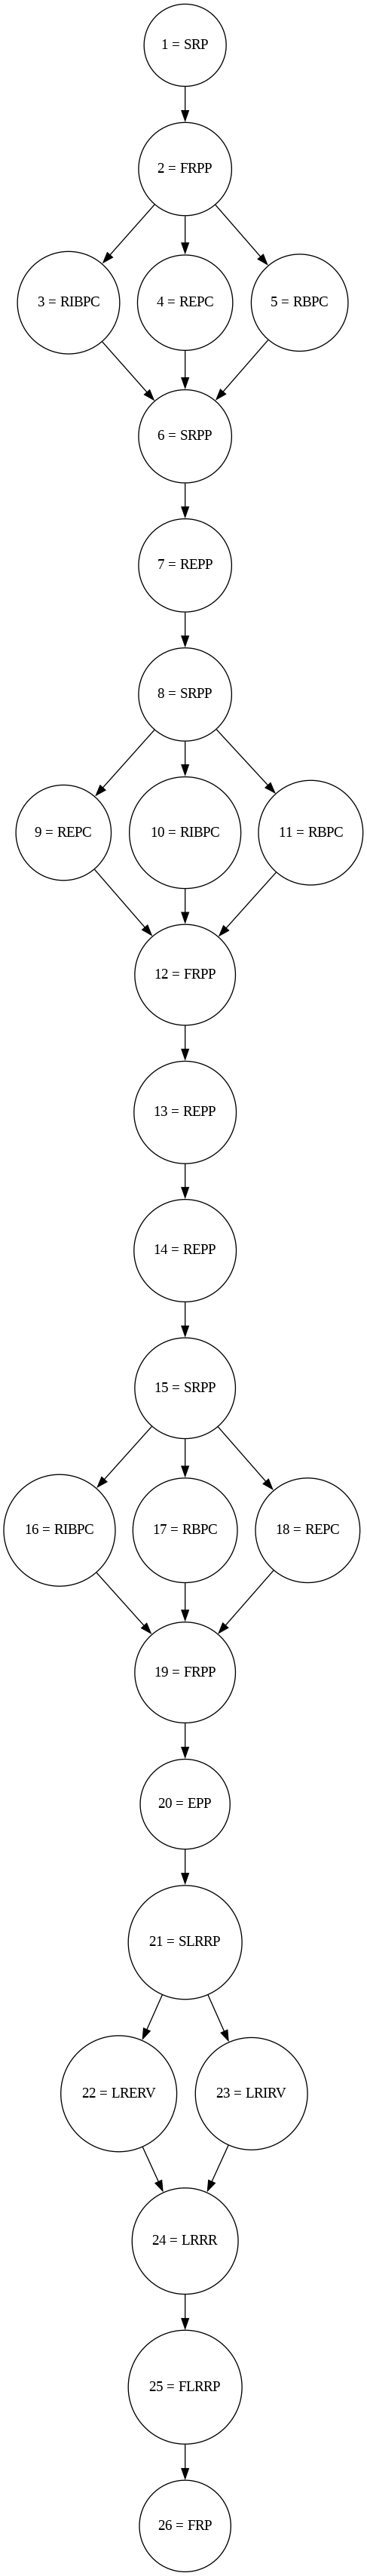 1 = SRP
2 = FRPP
3 = RIBPC
4 = REPC
5 = RBPC
6 = SRPP
7 = REPP
8 = SRPP
9 = REPC
10 = RIBPC
11 = RBPC
12 = FRPP
13 = REPP
14 = REPP
15 = SRPP
16 = RIBPC
17 = RBPC
18 = REPC
19 = FRPP
20 = EPP
21 = SLRRP
22 = LRERV
23 = LRIRV
24 = LRRR
25 = FLRRP
26 = FRP